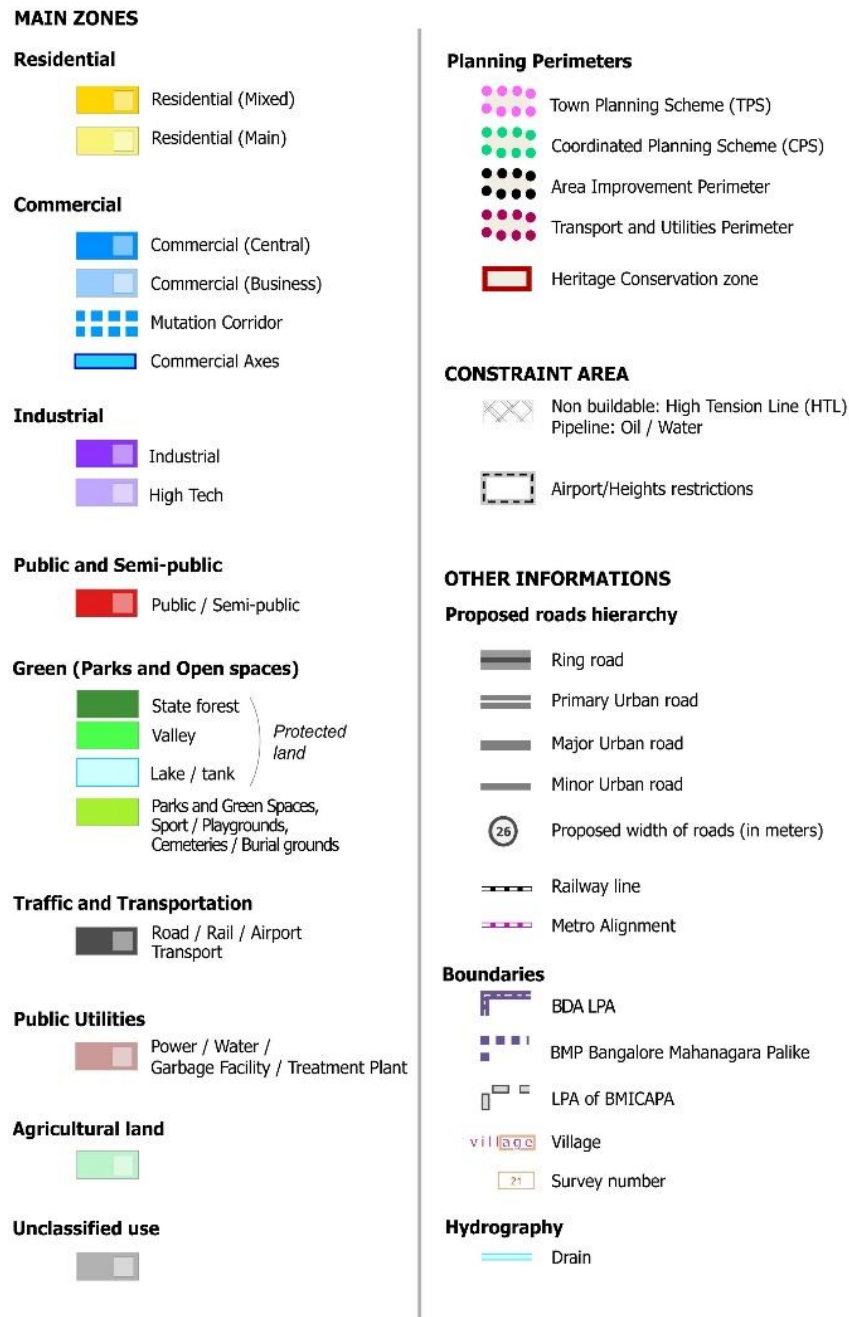 MAIN ZONES
Residential
Residential (Mixed)
Residential (Main)
Commercial
Commercial (Central)
Commercial (Business)
Mutation Corridor
Commercial Axes
Industrial
Industrial
High Tech
Public and Semi-public
Public / Semi-public
Green (Parks and Open spaces)
State forest
Valley
Protected
land
Lake / tank
Parks and Green Spaces,
Sport / Playgrounds,
Cemeteries / Burial grounds
Traffic and Transportation
Road / Rail / Airport
Transport
Public Utilities
Power / Water /
Garbage Facility / Treatment Plant
Agricultural land
Unclassified use
Planning Perimeters
Town Planning Scheme (TPS)
Coordinated Planning Scheme (CPS)
Area Improvement Perimeter
Transport and Utilities Perimeter
Heritage Conservation zone
CONSTRAINT AREA
Non buildable: High Tension Line (HTL)
Pipeline: Oil / Water
Airport/Heights restrictions
OTHER INFORMATIONS
Proposed roads hierarchy
Ring road
Primary Urban road
Major Urban road
Minor Urban road
26 Proposed width of roads (in meters)
Railway line
Metro Alignment
Boundaries
BDA LPA
BMP Bangalore Mahanagara Palike
LPA of BMICAPA
village Village
21 Survey number
Hydrography
Drain